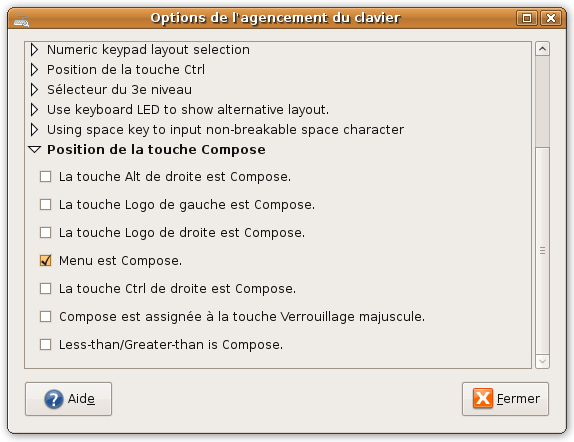 Options de l'agencement du clavier
Numeric keypad layout selection
Position de la touche Ctrl
Sélecteur du 3e niveau
Use keyboard LED to show alternative layout.
Using space key to input non-breakable space character
Position de la touche Compose
La touche Alt de droite est Compose.
La touche Logo de gauche est Compose.
La touche Logo de droite est Compose.
Menu est Compose.
La touche Ctrl de droite est Compose.
Compose est assignée à la touche Verrouillage majuscule.
Less-than/Greater-than is Compose.
Aide
Fermer